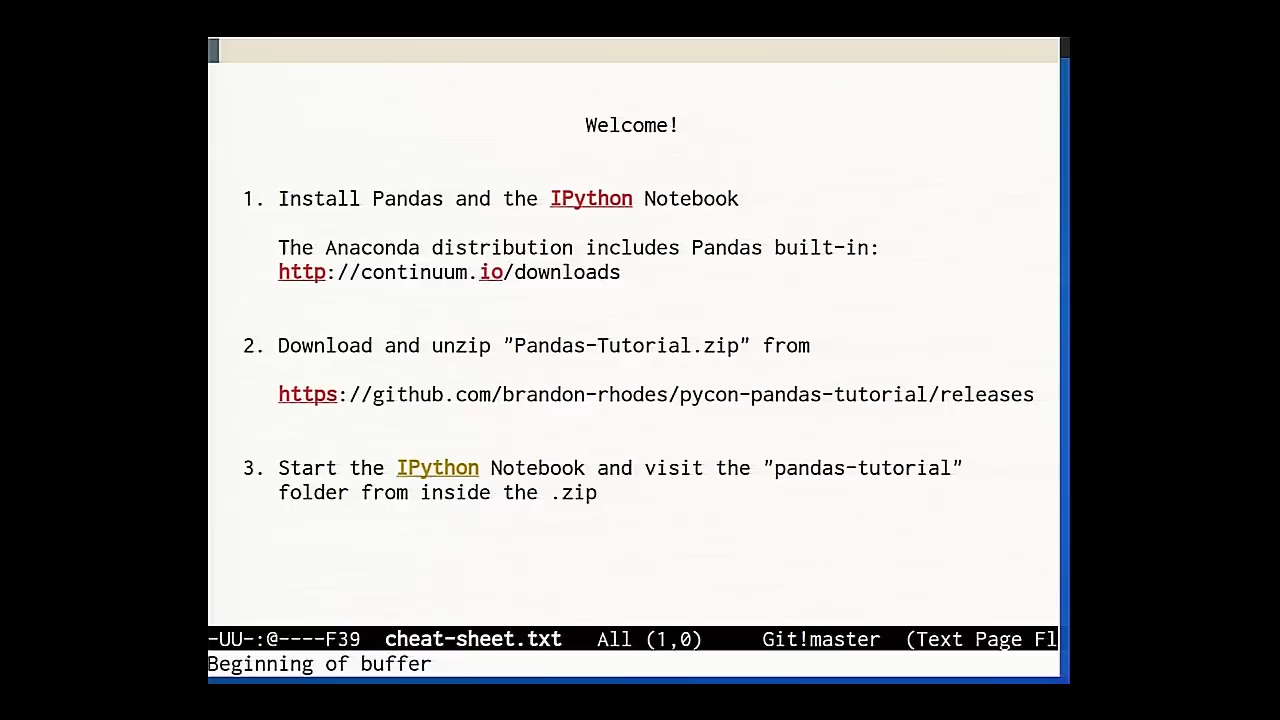 Welcome!
1. Install Pandas and the IPython Notebook
The Anaconda distribution includes Pandas built-in:
http://continuum.io/downloads
2. Download and unzip "Pandas-Tutorial.zip" from
https://github.com/brandon-rhodes/pycon-pandas-tutorial/releases
3. Start the IPython Notebook and visit the "pandas-tutorial"
folder from inside the .zip
-UU-:@----F39 cheat-sheet.txt All (1,0) Git!master (Text Page Fl
Beginning of buffer